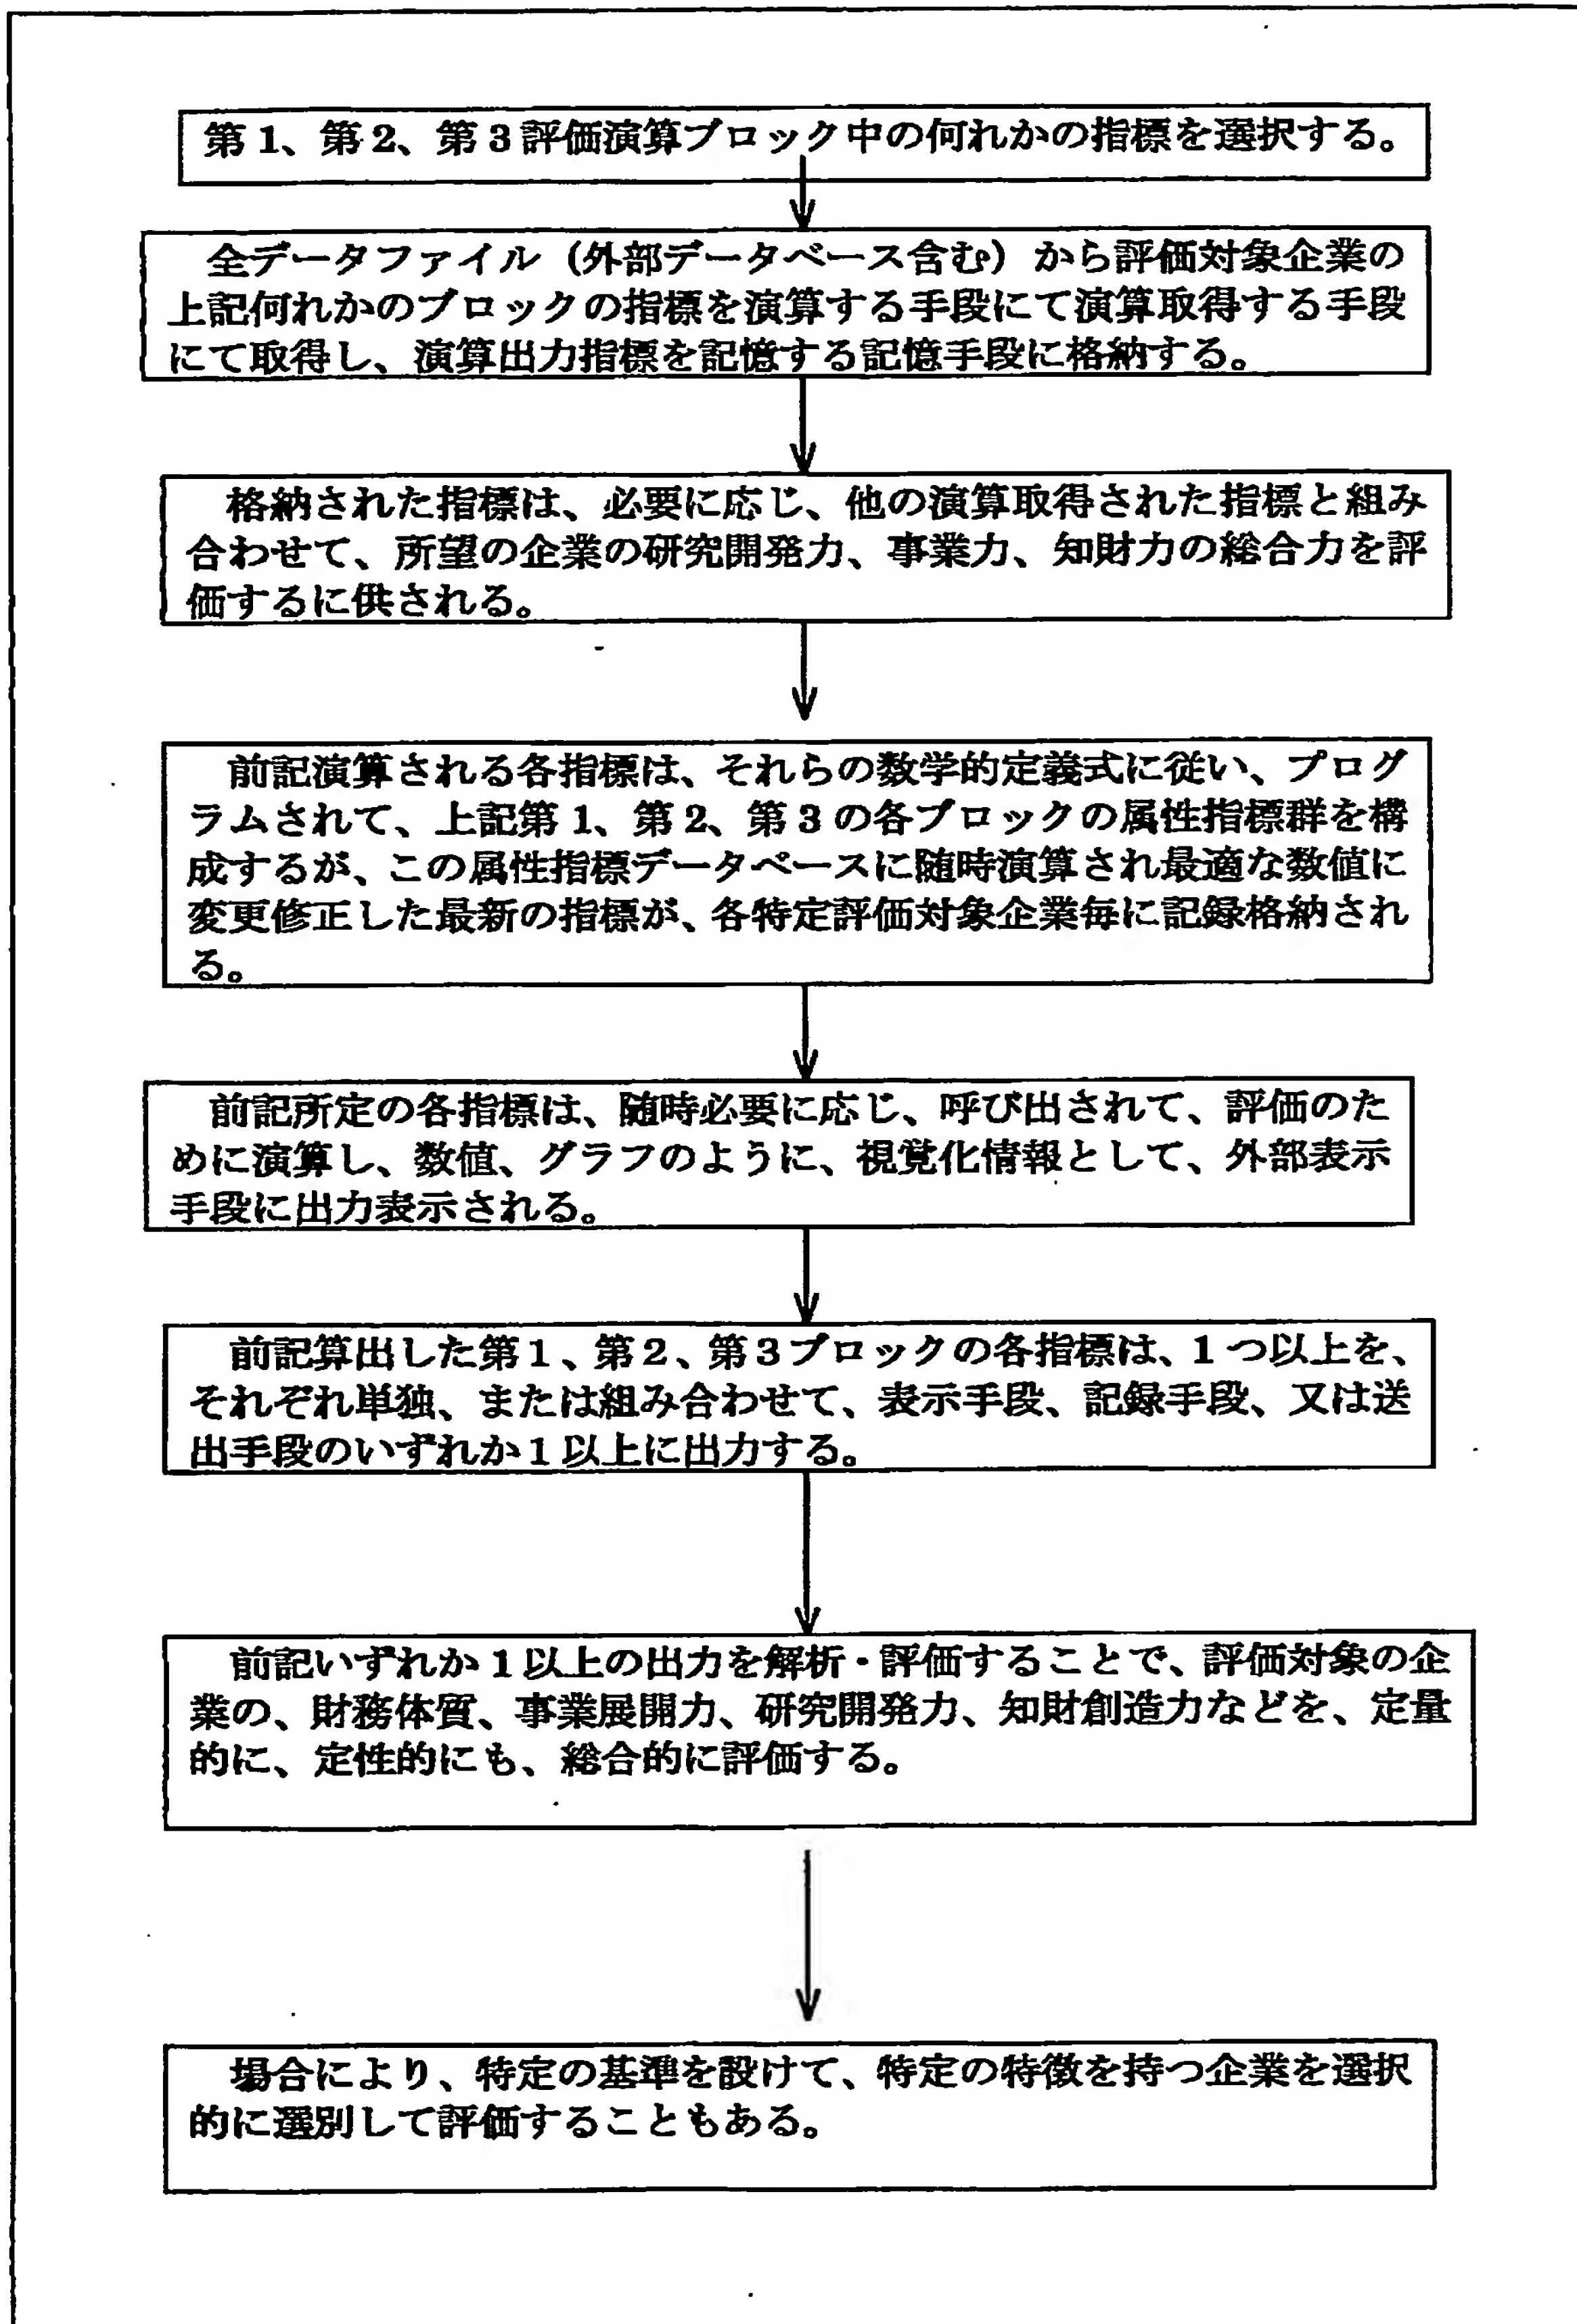 第1、第2、第3評価演算ブロック中の何れかの指標を選択する。
全データファイル（外部データベース含む）から評価対象企業の
上記何れかのブロックの指標を演算する手段にて演算取得する手段
にて取得し、演算出力指標を記憶する記憶手段に格納する。
格納された指標は、必要に応じ、他の演算取得された指標と組み
合わせて、所望の企業の研究開発力、事業力、知財力の総合力を評
価するに供される。
前記演算される各指標は、それらの数学的定義式に従い、プログ
ラムされて、上記第1、第2、第3の各ブロックの属性指標群を構
成するが、この属性指標データベースに随時演算され最適な数値に
変更修正した最新の指標が、各特定評価対象企業毎に記録格納され
る。
前記所定の各指標は、随時必要に応じ、呼び出されて、評価のた
めに演算し、数値、グラフのように、視覚化情報として、外部表示
手段に出力表示される。
前記算出した第1、第2、第3ブロックの各指標は、1つ以上を、
それぞれ単独、または組み合わせて、表示手段、記録手段、又は送
出手段のいずれか1以上に出力する。
前記いずれか1以上の出力を解析・評価することで、評価対象の企
業の、財務体質、事業展開力、研究開発力、知財創造力などを、定量
的に、定性的にも、総合的に評価する。
場合により、特定の基準を設けて、特定の特徴を持つ企業を選択
的に選別して評価することもある。